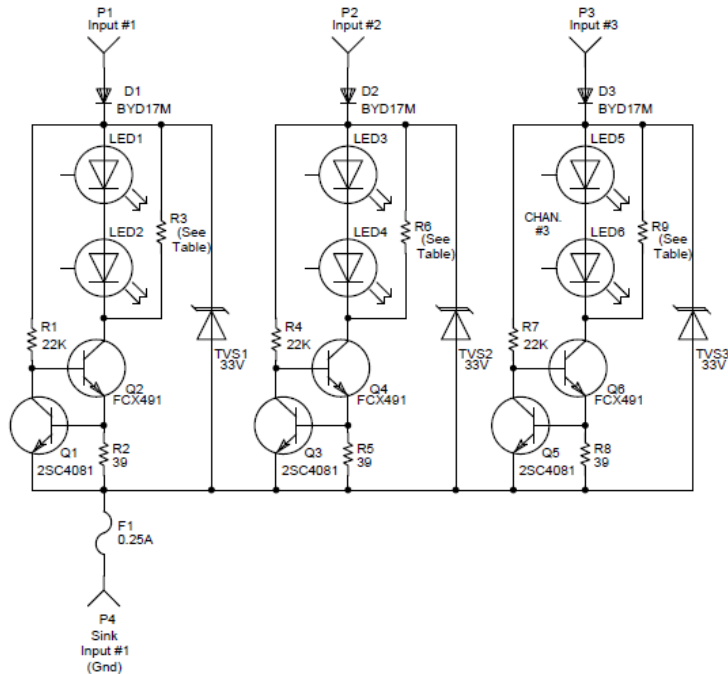 P1
Input #1
P2
Input #2
P3
Input #3
D1
BYD17M
D2
BYD17M
D3
BYD17M
LED1
LED3
LED5
R3
(See
Table)
R6
(See
Table)
CHAN.
#3
R9
(See
Table)
LED2
LED4
LED6
R1
22K
R4
22K
R7
22K
TVS1
33V
TVS2
33V
TVS3
33V
Q2
FCX491
Q4
FCX491
Q6
FCX491
Q1
2SC4081
R2
39
Q3
2SC4081
R5
39
Q5
2SC4081
R8
39
F1
0.25A
P4
Sink
Input #1
(Gnd)